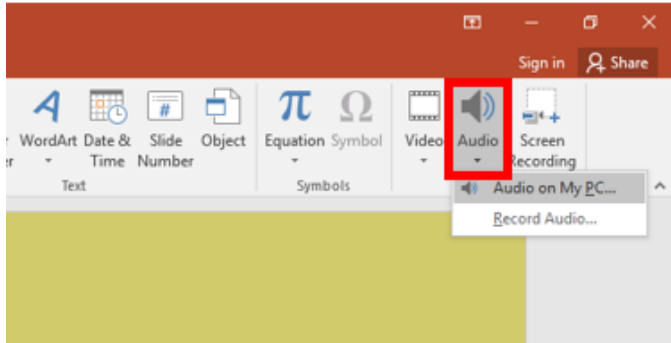 Sign in Share
WordArt Date & Slide Object Equation Symbol Video Audio Screen
Time Number Recording
Text Symbols
Audio on My PC...
Record Audio...